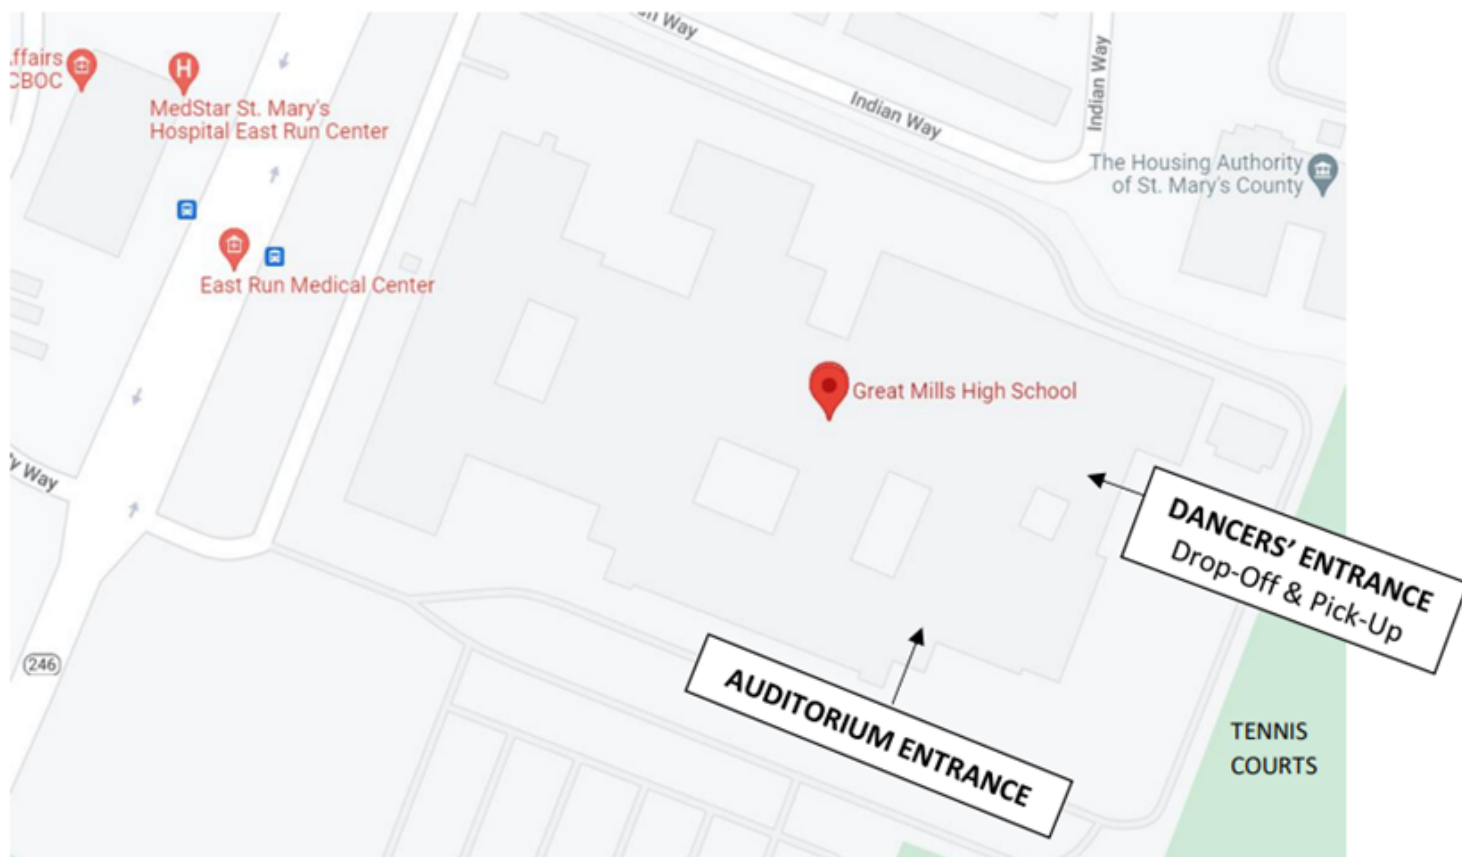 ffairs
CBOC
MedStar St. Mary's
Hospital East Run Center
Way
Indian Way
Indian Way
The Housing Authority
of St. Mary's County
East Run Medical Center
Great Mills High School
Way
DANCERS' ENTRANCE
Drop-Off & Pick-Up
AUDITORIUM ENTRANCE
246
TENNIS
COURTS